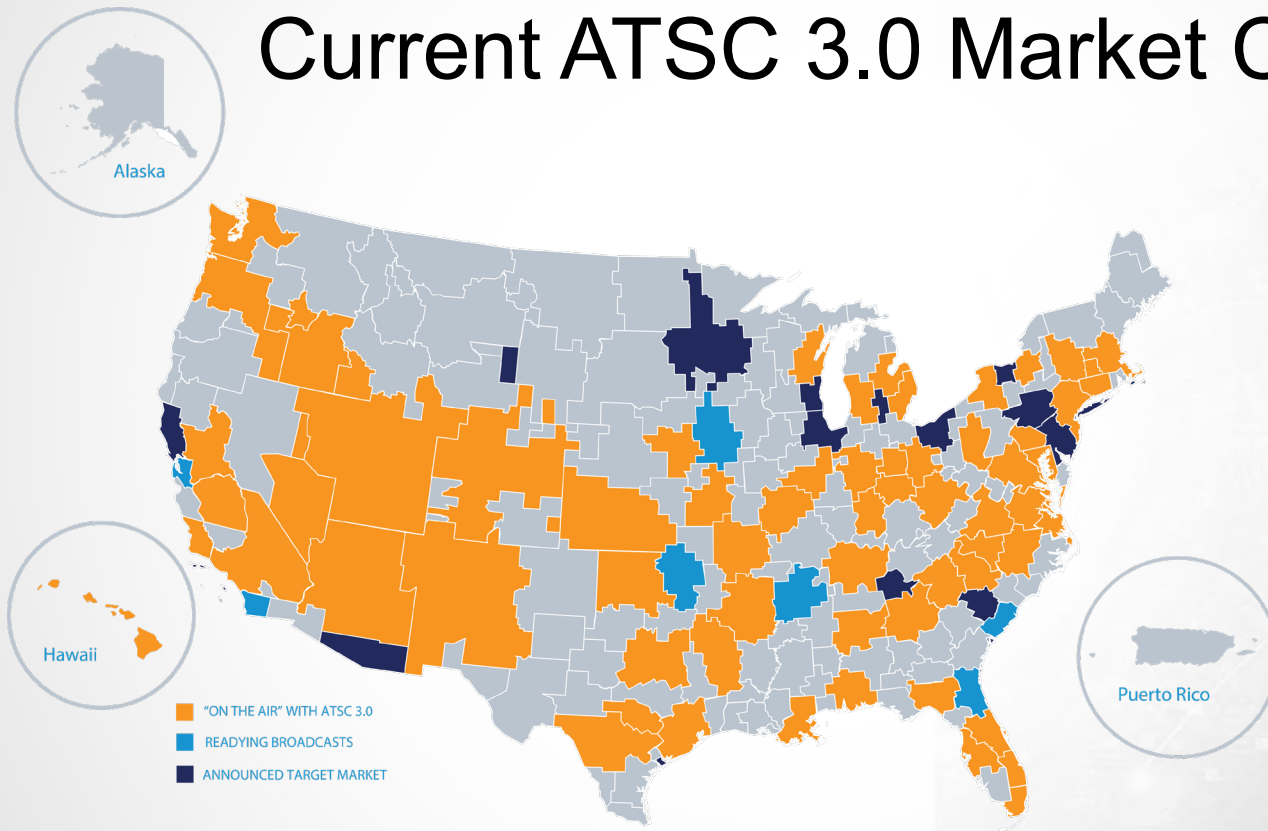 Current ATSC 3.0 Market C
Alaska
Hawaii
Puerto Rico
"ON THE AIR" WITH ATSC 3.0
READYING BROADCASTS
ANNOUNCED TARGET MARKET